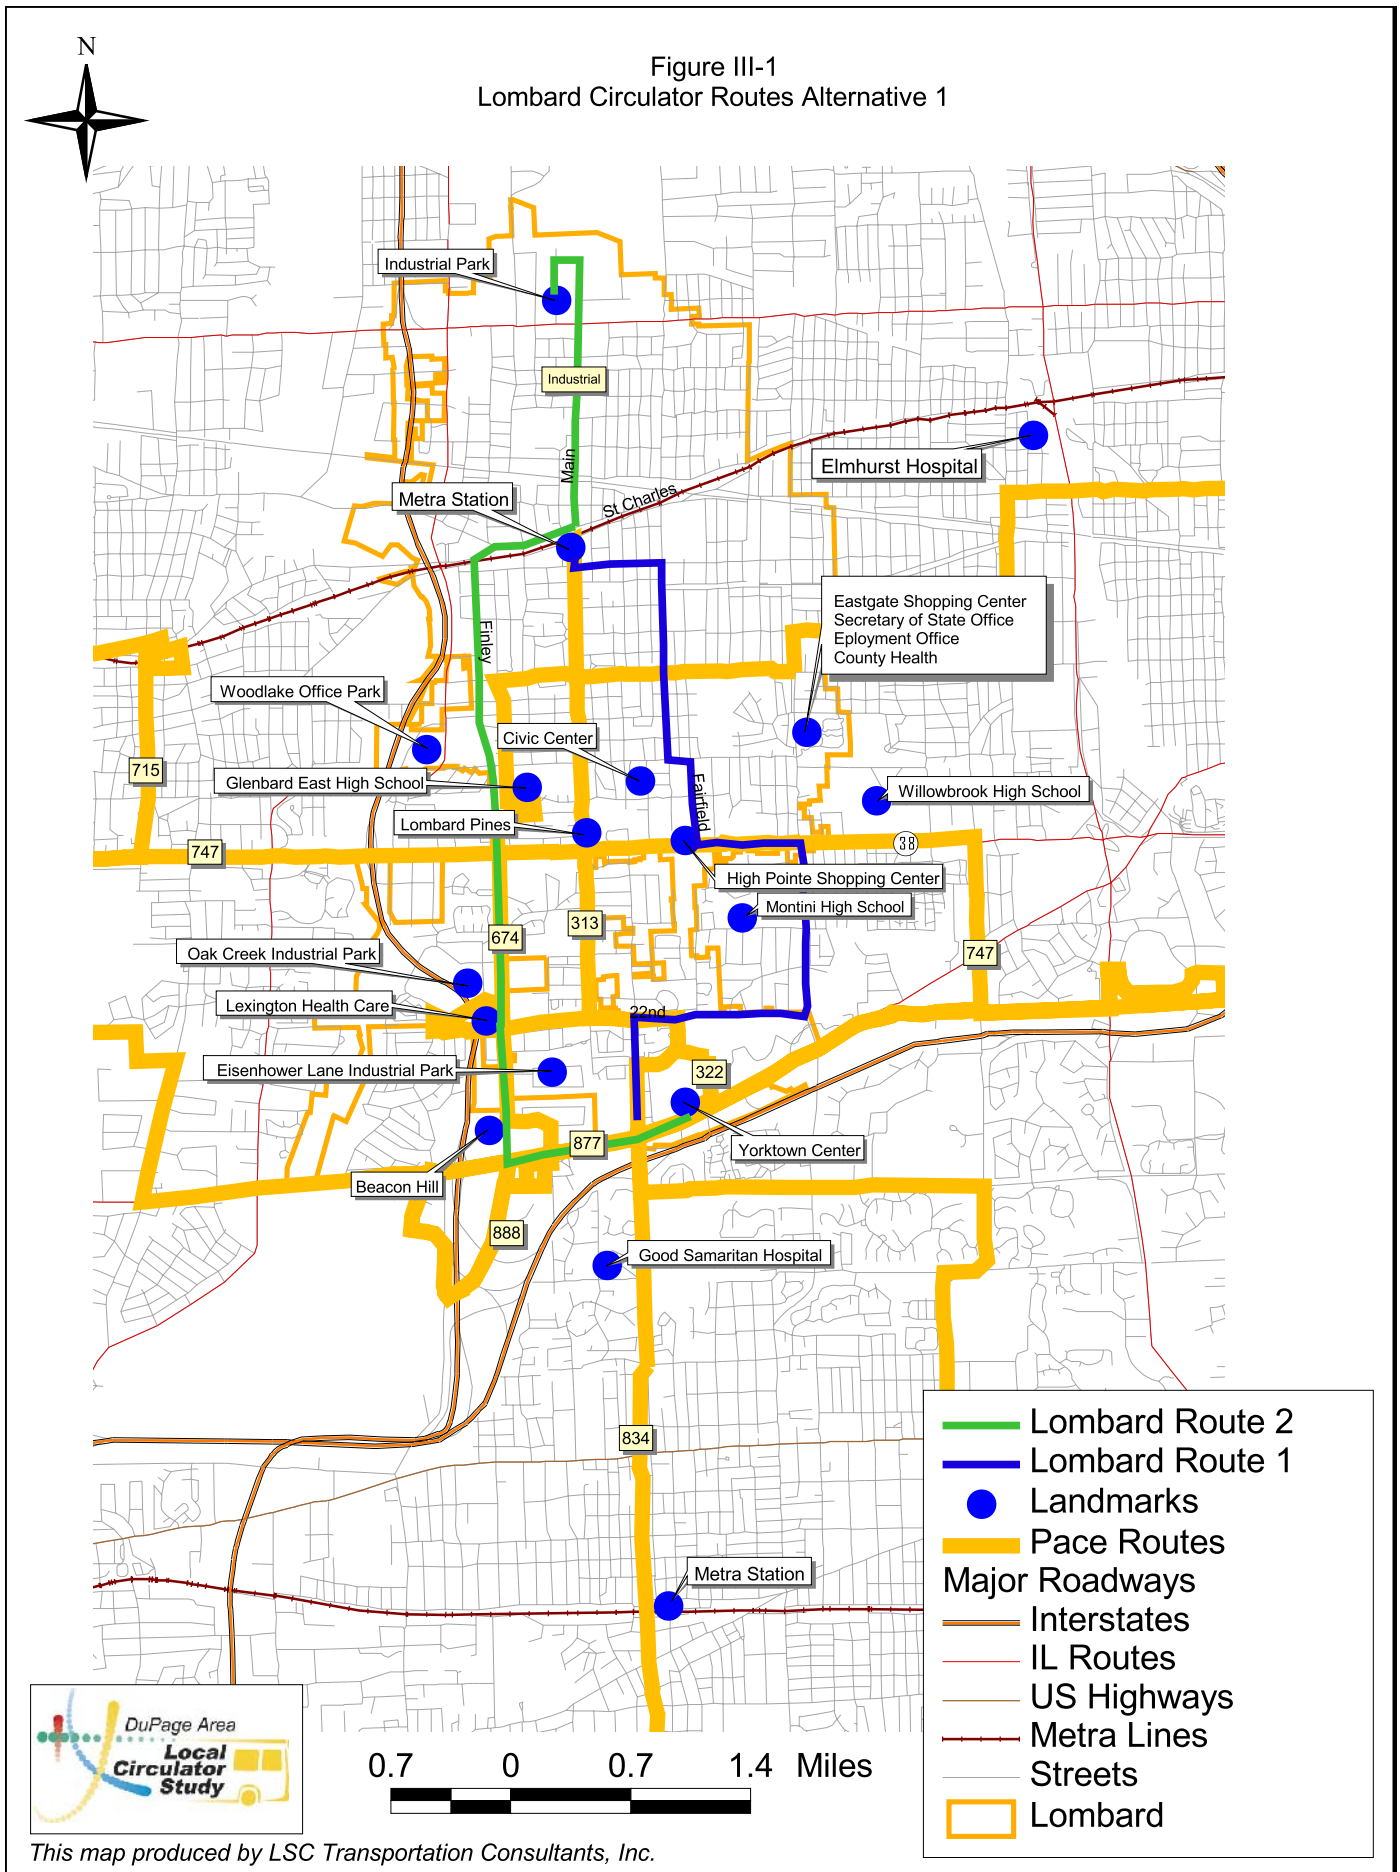 N
Figure III-1
Lombard Circulator Routes Alternative 1
Industrial Park
Industrial
Main
Elmhurst Hospital
Metra Station
St Charles
Eastgate Shopping Center
Secretary of State Office
Eployment Office
County Health
Finley
Woodlake Office Park
Civic Center
715
Glenbard East High School
Fairfield
Willowbrook High School
Lombard Pines
747
38
High Pointe Shopping Center
Montini High School
313
674
Oak Creek Industrial Park
747
Lexington Health Care
22nd
Eisenhower Lane Industrial Park
322
877
Yorktown Center
Beacon Hill
888
Good Samaritan Hospital
834
Metra Station
Lombard Route 2
Lombard Route 1
Landmarks
Pace Routes
Major Roadways
Interstates
IL Routes
US Highways
Metra Lines
Streets
Lombard
DuPage Area
Local
Circulator
Study
0.7 0 0.7 1.4 Miles
This map produced by LSC Transportation Consultants, Inc.